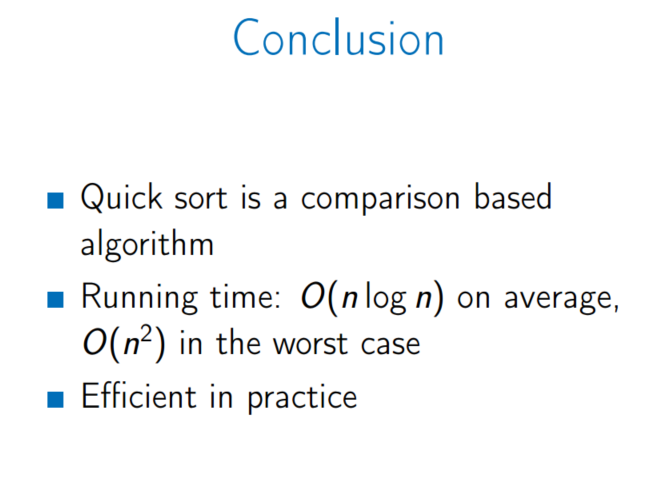 Conclusion
Quick sort is a comparison based
algorithm
Running time: O(n log n) on average,
O(n²) in the worst case
Efficient in practice